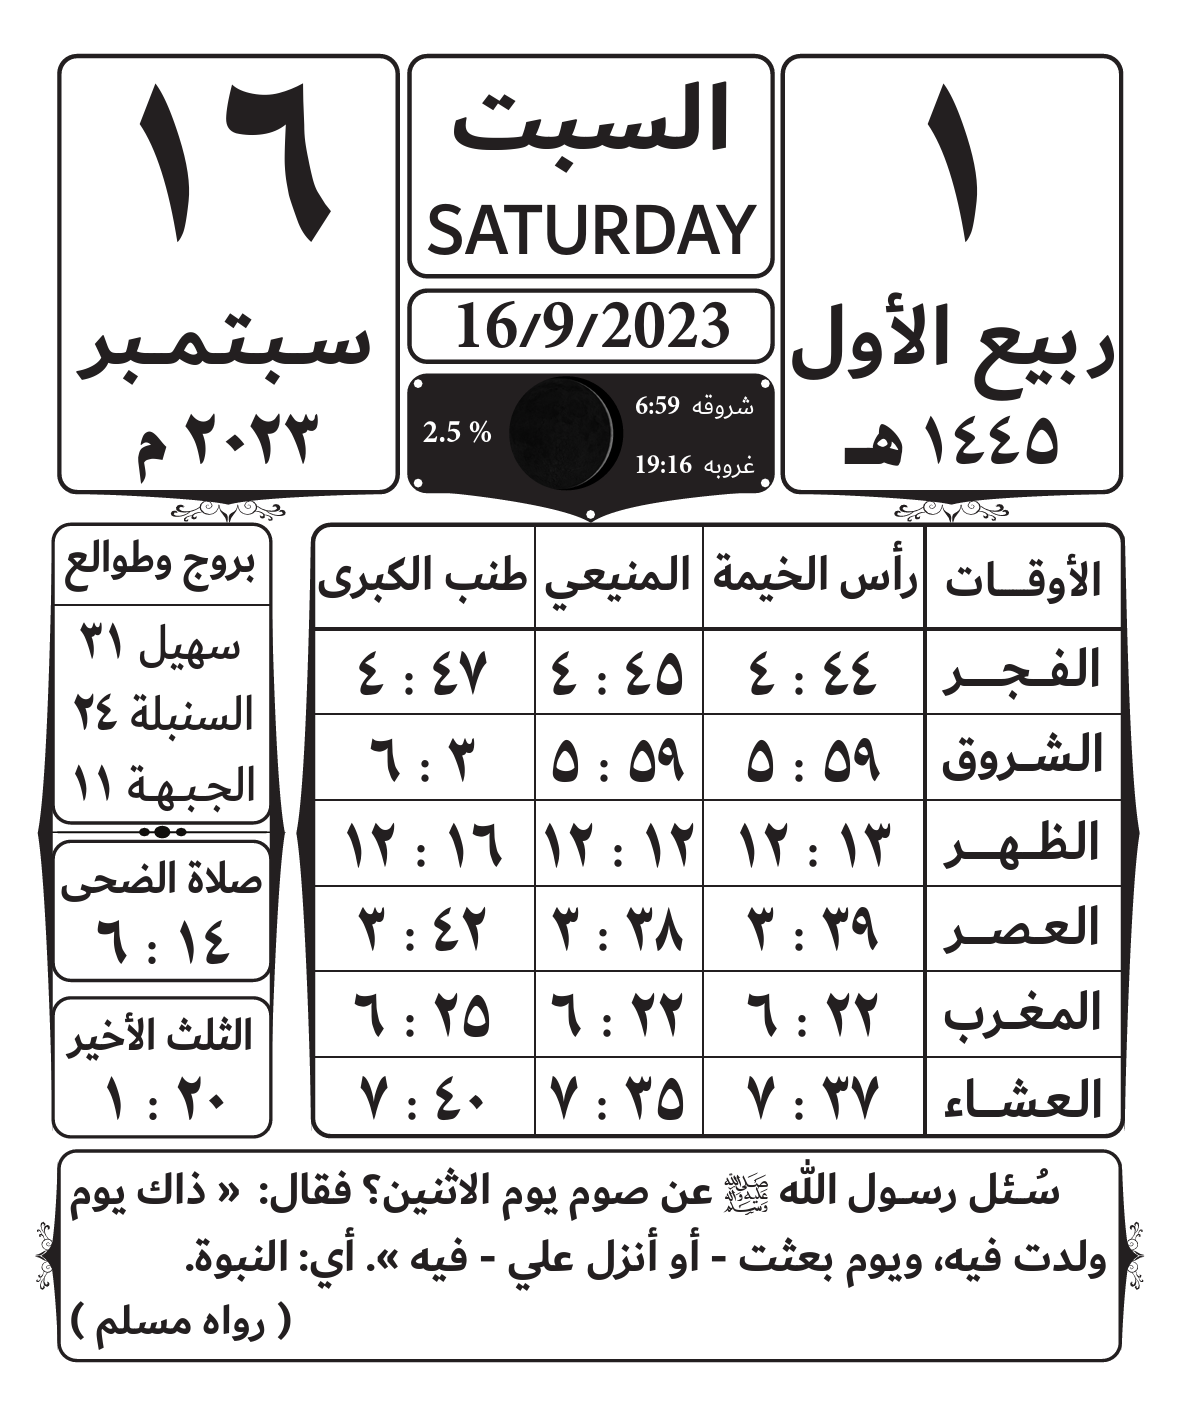 ١
ربيع الأول
١٤٤٥ هـ
السبت
SATURDAY
16/9/2023
شروقه 6:59
غروبه 19:16
2.5 %
١٦
سبتمبر
٢٠٢٣ م
الأوقات رأس الخيمة المنيعي طنب الكبرى
الفجر ٤٤ : ٤ ٤٥ : ٤ ٤٧ : ٤
الشروق ٥٩ : ٥ ٥٩ : ٥ ٣ : ٦
الظهر ١٣ : ١٢ ١٢ : ١٢ ١٦ : ١٢
العصر ٣٩ : ٣ ٣٨ : ٣ ٤٢ : ٣
المغرب ٢٢ : ٦ ٢٢ : ٦ ٢٥ : ٦
العشاء ٣٧ : ٧ ٣٥ : ٧ ٤٠ : ٧
بروج وطوالع
سهيل ٣١
السنبلة ٢٤
الجبهة ١١
صلاة الضحى
١٤ : ٦
الثلث الأخير
٢٠ : ١
سُئل رسول الله ﷺ عن صوم يوم الاثنين؟ فقال: « ذاك يوم
ولدت فيه، ويوم بعثت - أو أنزل علي - فيه ». أي: النبوة.
( رواه مسلم )